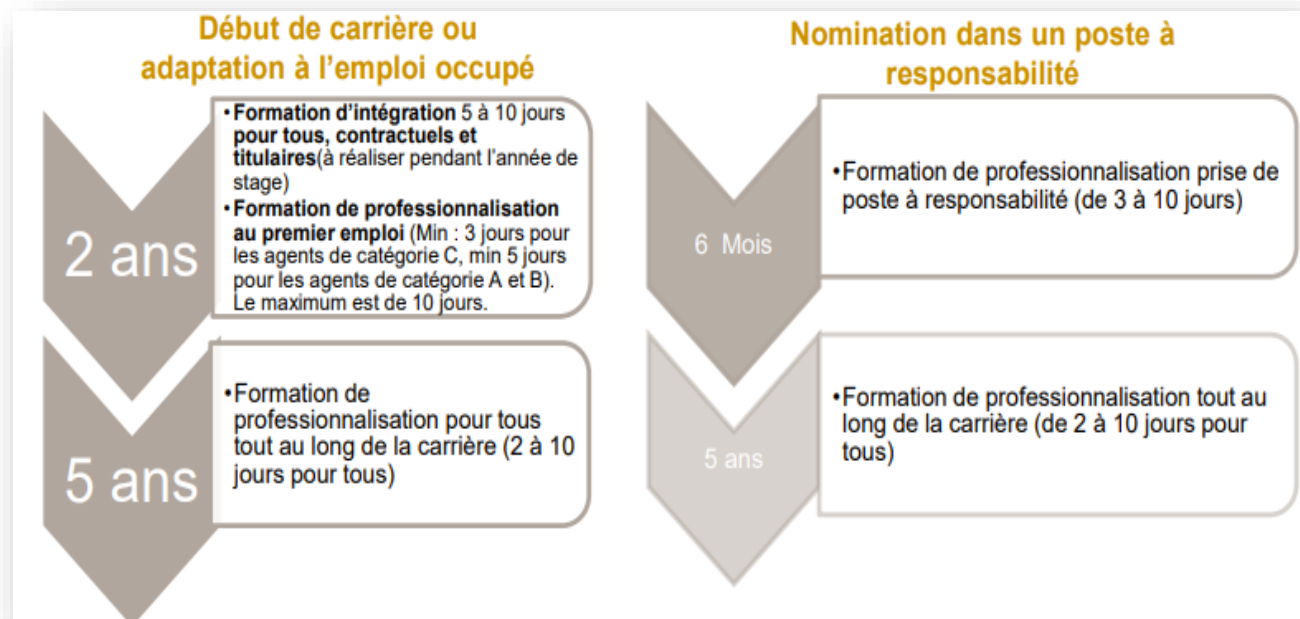 Début de carrière ou
adaptation à l'emploi occupé
2 ans
•Formation d'intégration 5 à 10 jours
pour tous, contractuels et
titulaires(à réaliser pendant l'année de
stage)
•Formation de professionnalisation
au premier emploi (Min : 3 jours pour
les agents de catégorie C, min 5 jours
pour les agents de catégorie A et B).
Le maximum est de 10 jours.
5 ans
•Formation de
professionnalisation pour tous
tout au long de la carrière (2 à 10
jours pour tous)
Nomination dans un poste à
responsabilité
6 Mois
•Formation de professionnalisation prise de
poste à responsabilité (de 3 à 10 jours)
5 ans
•Formation de professionnalisation tout au
long de la carrière (de 2 à 10 jours pour
tous)